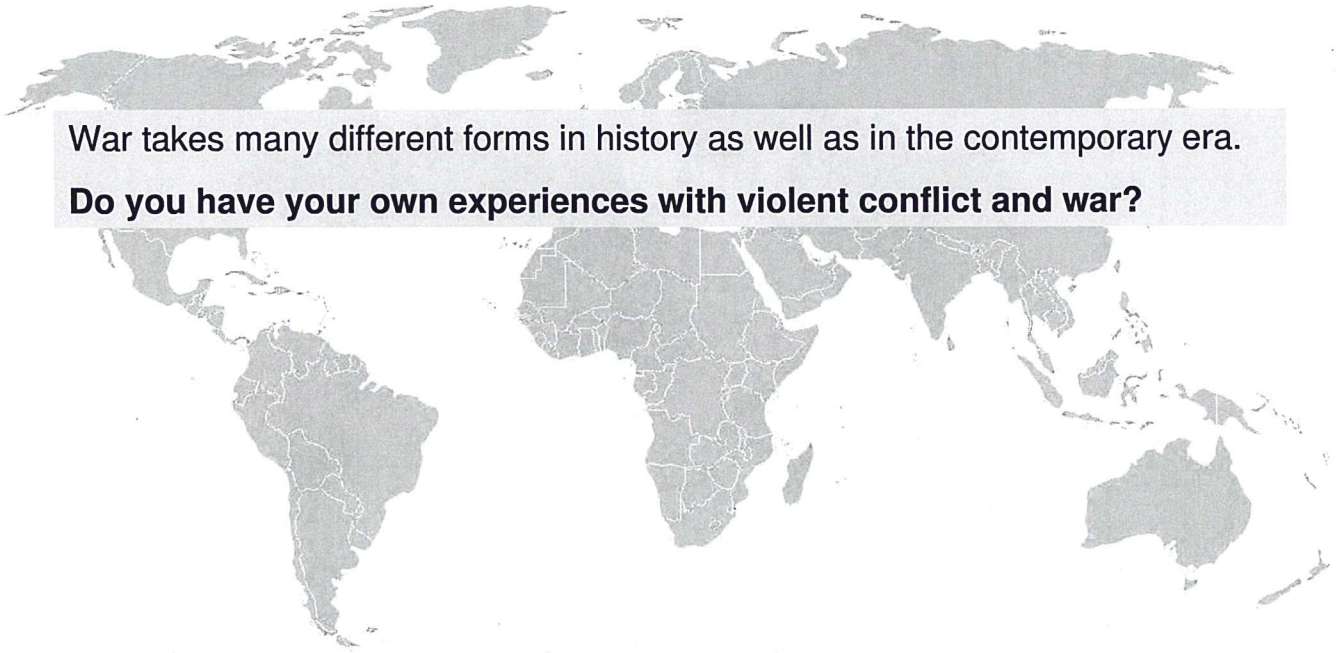 War takes many different forms in history as well as in the contemporary era.
Do you have your own experiences with violent conflict and war?